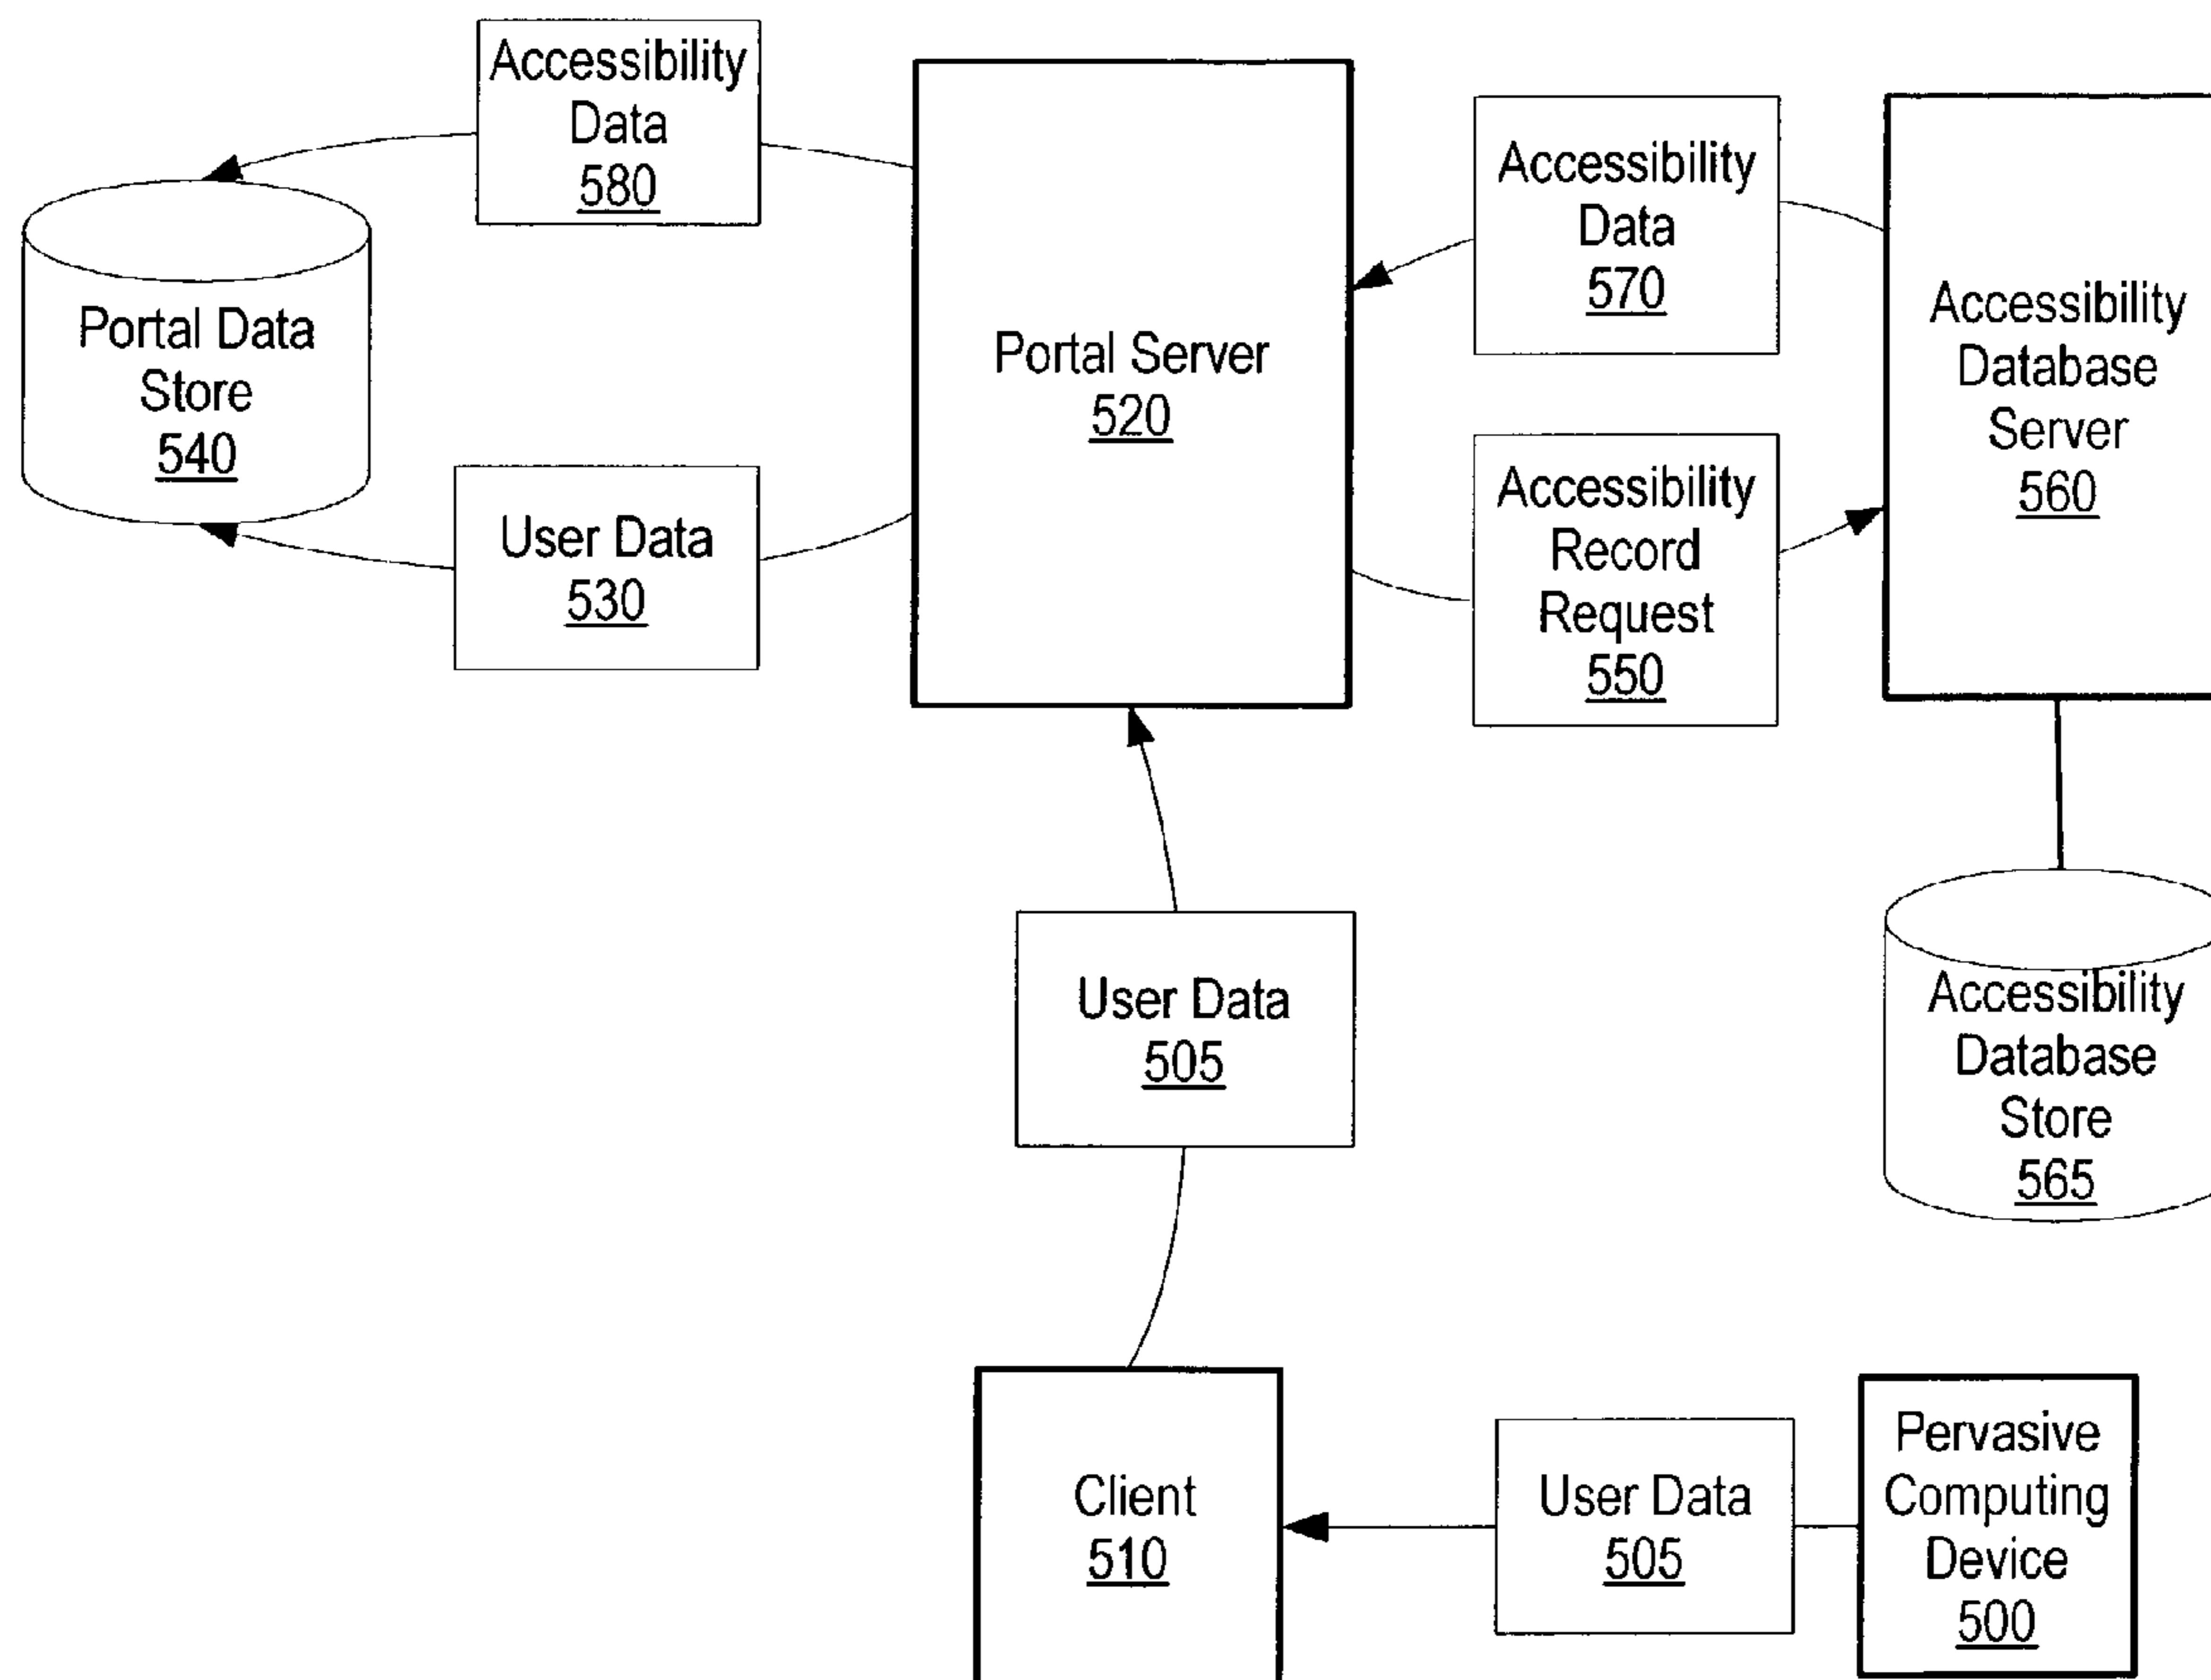 Accessibility
Data
580
Portal Data
Store
540
User Data
530
Portal Server
520
Accessibility
Data
570
Accessibility
Record
Request
550
Accessibility
Database
Server
560
User Data
505
Accessibility
Database
Store
565
Client
510
User Data
505
Pervasive
Computing
Device
500